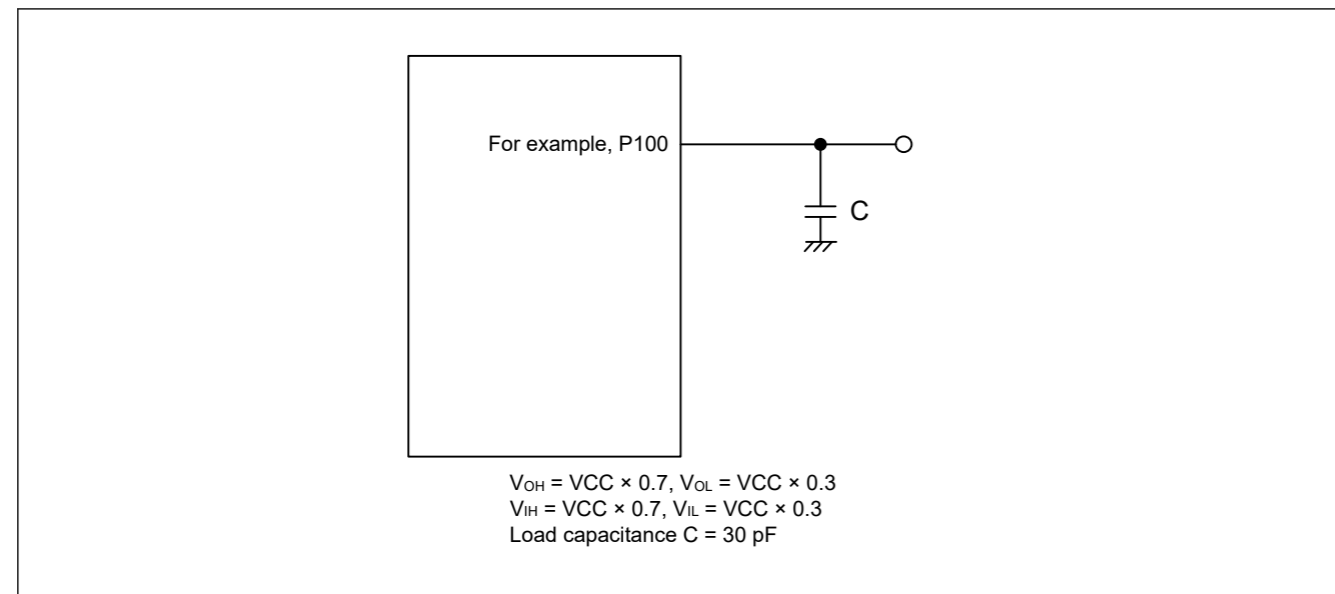 For example, P100
C
VOH = VCC × 0.7, VOL = VCC × 0.3
VIH = VCC × 0.7, VIL = VCC × 0.3
Load capacitance C = 30 pF